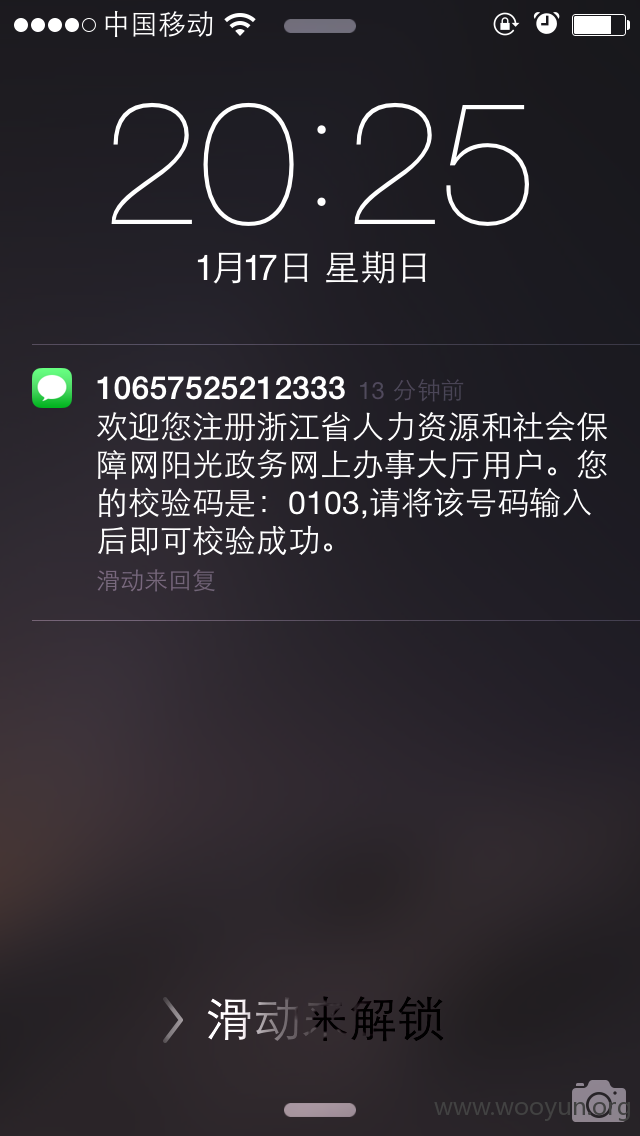 中国移动
20:25
1月17日 星期日
10657525212333 13 分钟前
欢迎您注册浙江省人力资源和社会保
障网阳光政务网上办事大厅用户。您
的校验码是：0103,请将该号码输入
后即可校验成功。
滑动来回复
滑动来解锁
www.wooyun.org